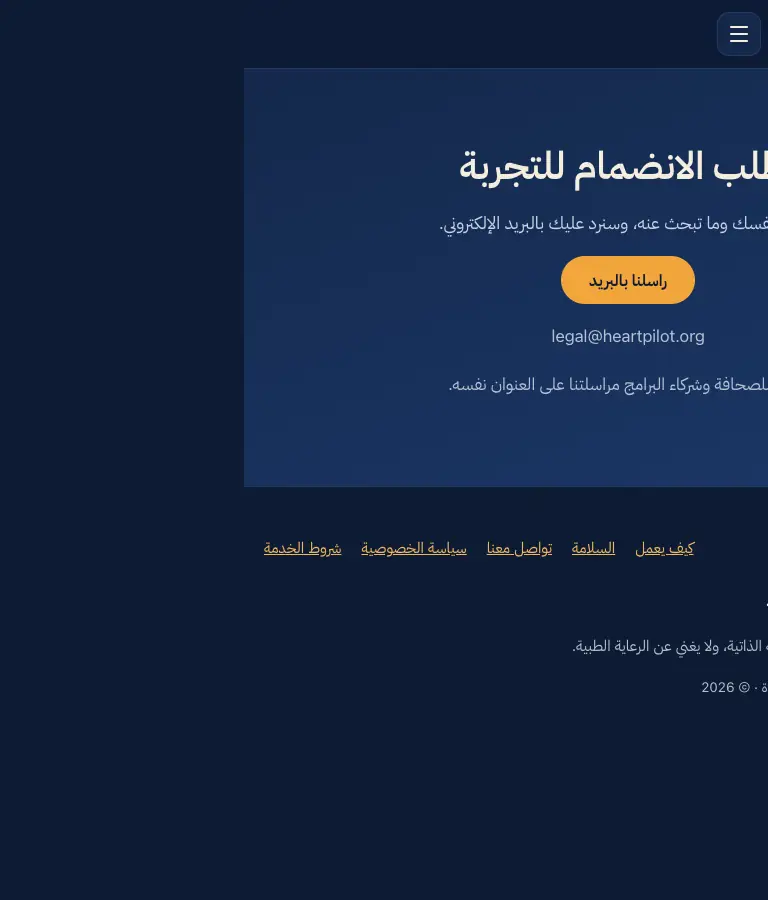 الانضمام للتجربة
وما تبحث عنه، وسنرد عليك بالبريد الإلكتروني.
راسلنا بالبريد
legal@heartpilot.org
وشركاء البرامج مراسلتنا على العنوان نفسه.
كيف يعمل السلامة تواصل معنا سياسة الخصوصية شروط الخدمة
الذاتية، ولا يغني عن الرعاية الطبية.
· © 2026